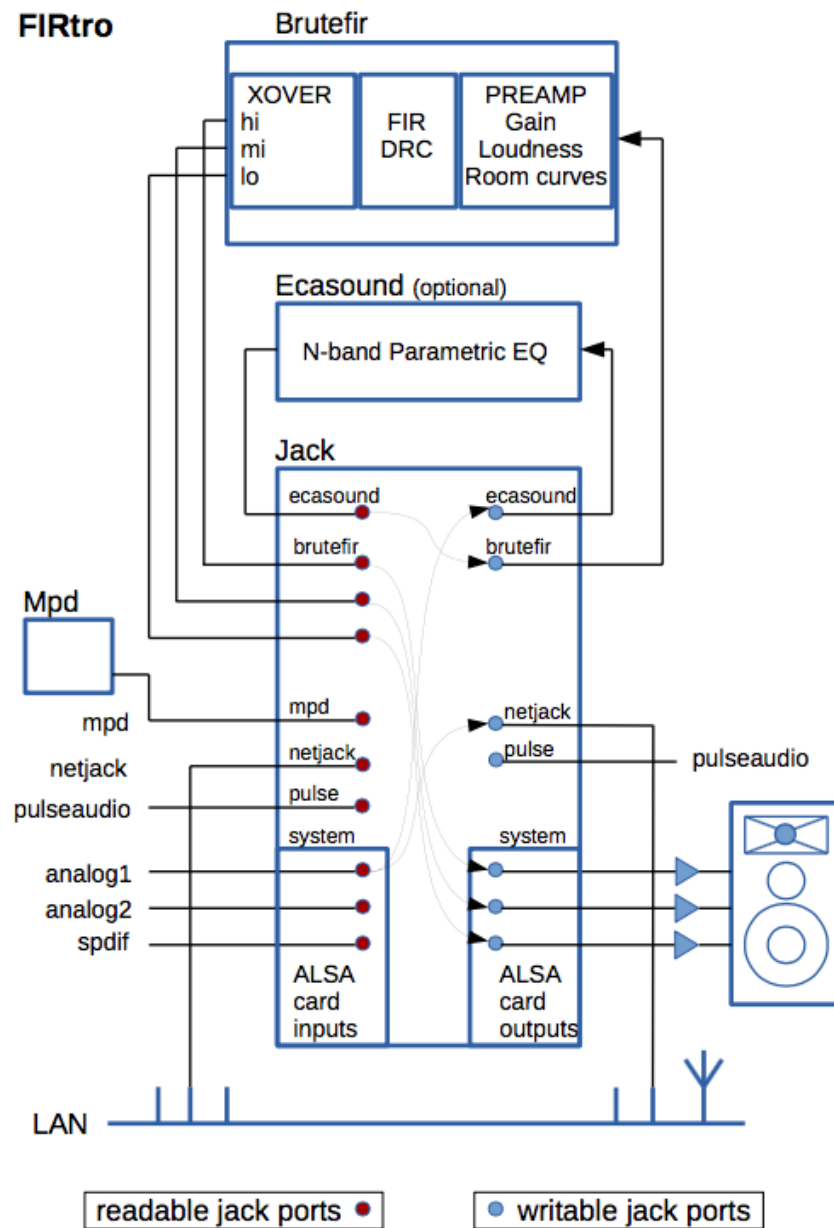 FIRtro
Brutefir
XOVER
hi
mi
lo
FIR
DRC
PREAMP
Gain
Loudness
Room curves
Ecasound (optional)
N-band Parametric EQ
Jack
ecasound
ecasound
brutefir
brutefir
Mpd
mpd
mpd
netjack
netjack
netjack
pulse
pulseaudio
pulseaudio
pulse
system
system
analog1
analog2
spdif
ALSA
card
inputs
ALSA
card
outputs
LAN
readable jack ports
writable jack ports